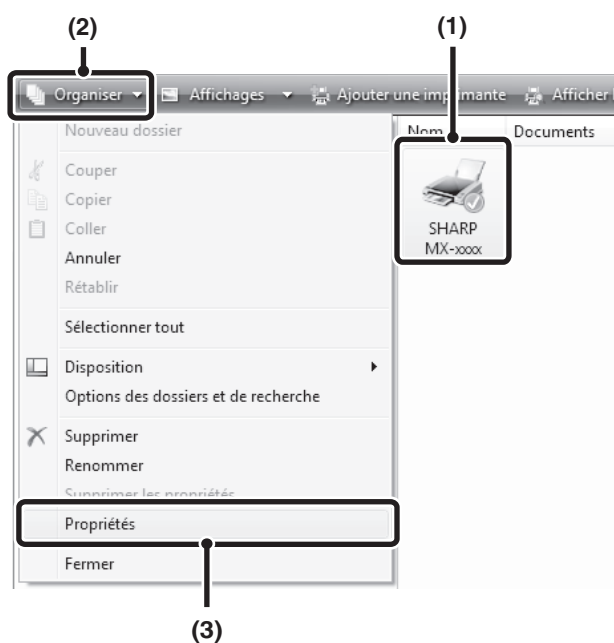 (2) (1)
Organiser Affichages Ajouter une imprimante Afficher
Nouveau dossier
Nom Documents
Couper
Copier
Coller
Annuler
Rétablir
Sélectionner tout
Disposition
Options des dossiers et de recherche
Supprimer
Renommer
Supprimer les propriétés
Propriétés
Fermer
SHARP
MX-xxxx
(3)